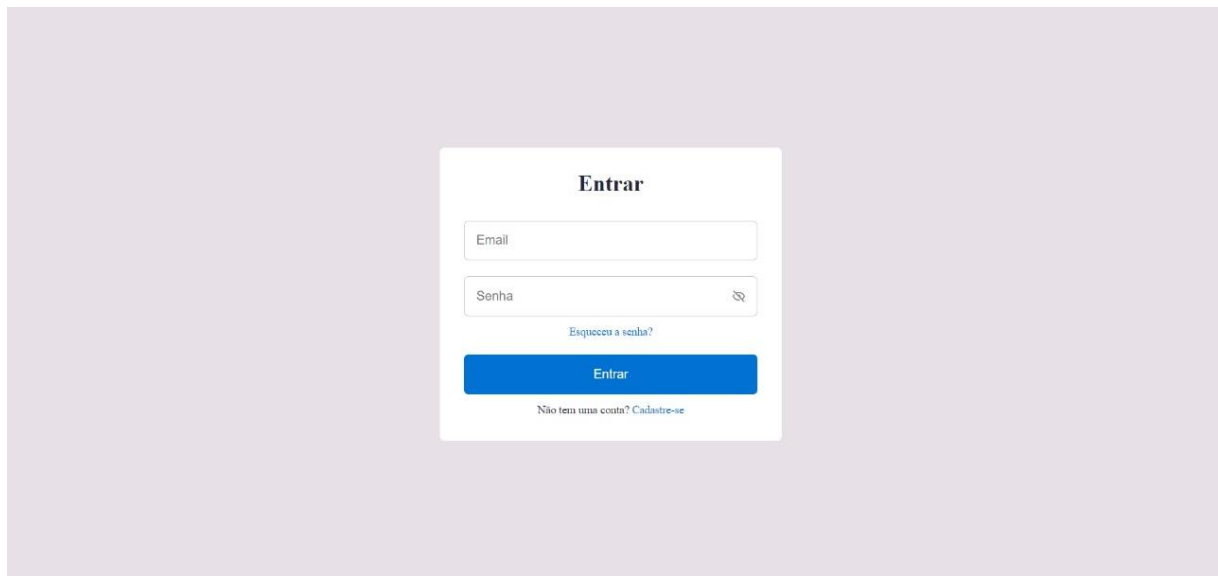 Entrar
Email
Senha
Esqueceu a senha?
Entrar
Não tem uma conta? Cadastre-se